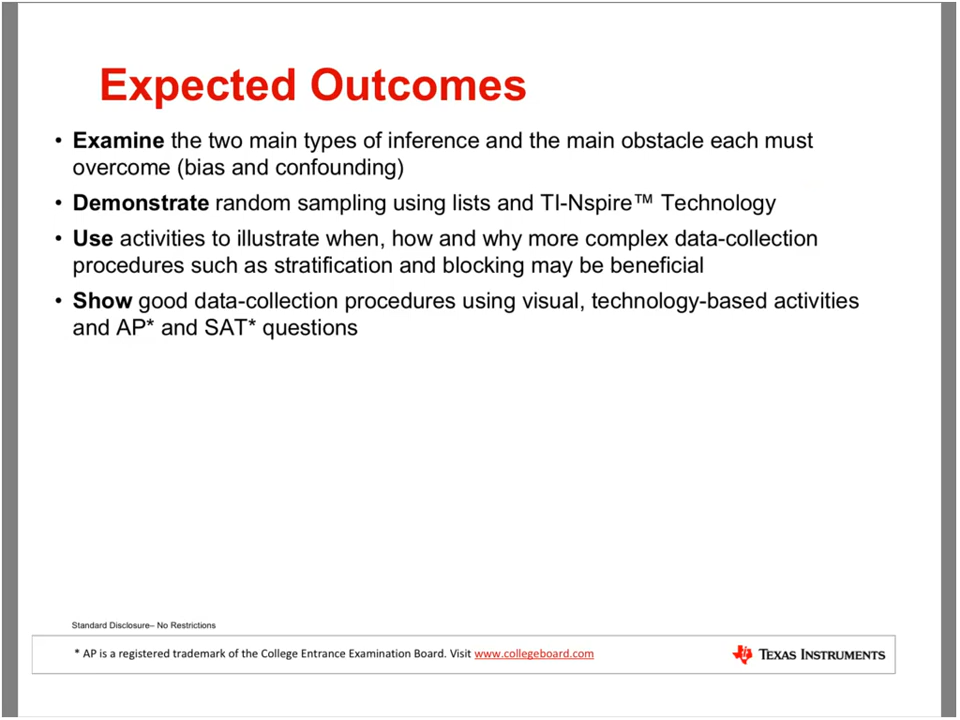 Expected Outcomes
• Examine the two main types of inference and the main obstacle each must
overcome (bias and confounding)
• Demonstrate random sampling using lists and TI-Nspire™ Technology
• Use activities to illustrate when, how and why more complex data-collection
procedures such as stratification and blocking may be beneficial
• Show good data-collection procedures using visual, technology-based activities
and AP* and SAT* questions
Standard Disclosure– No Restrictions
* AP is a registered trademark of the College Entrance Examination Board. Visit www.collegeboard.com
TEXAS INSTRUMENTS